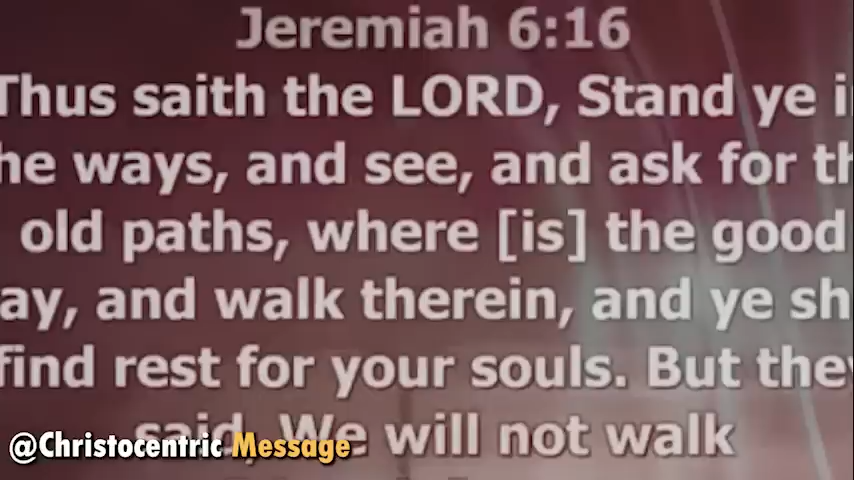 Jeremiah 6:16
Thus saith the LORD, Stand ye i
he ways, and see, and ask for th
old paths, where [is] the good
ay, and walk therein, and ye sh
find rest for your souls. But they
said, We will not walk
@Christocentric Message